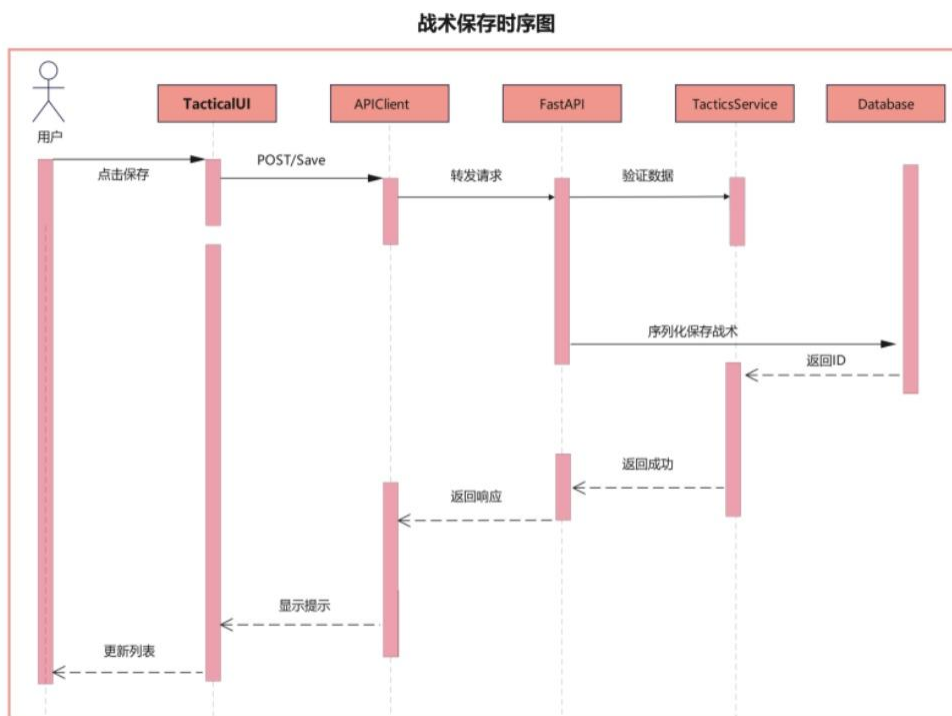 战术保存时序图
用户
TacticalUI
APIClient
FastAPI
TacticsService
Database
点击保存
POST/Save
转发请求
验证数据
序列化保存战术
返回ID
返回成功
返回响应
显示提示
更新列表